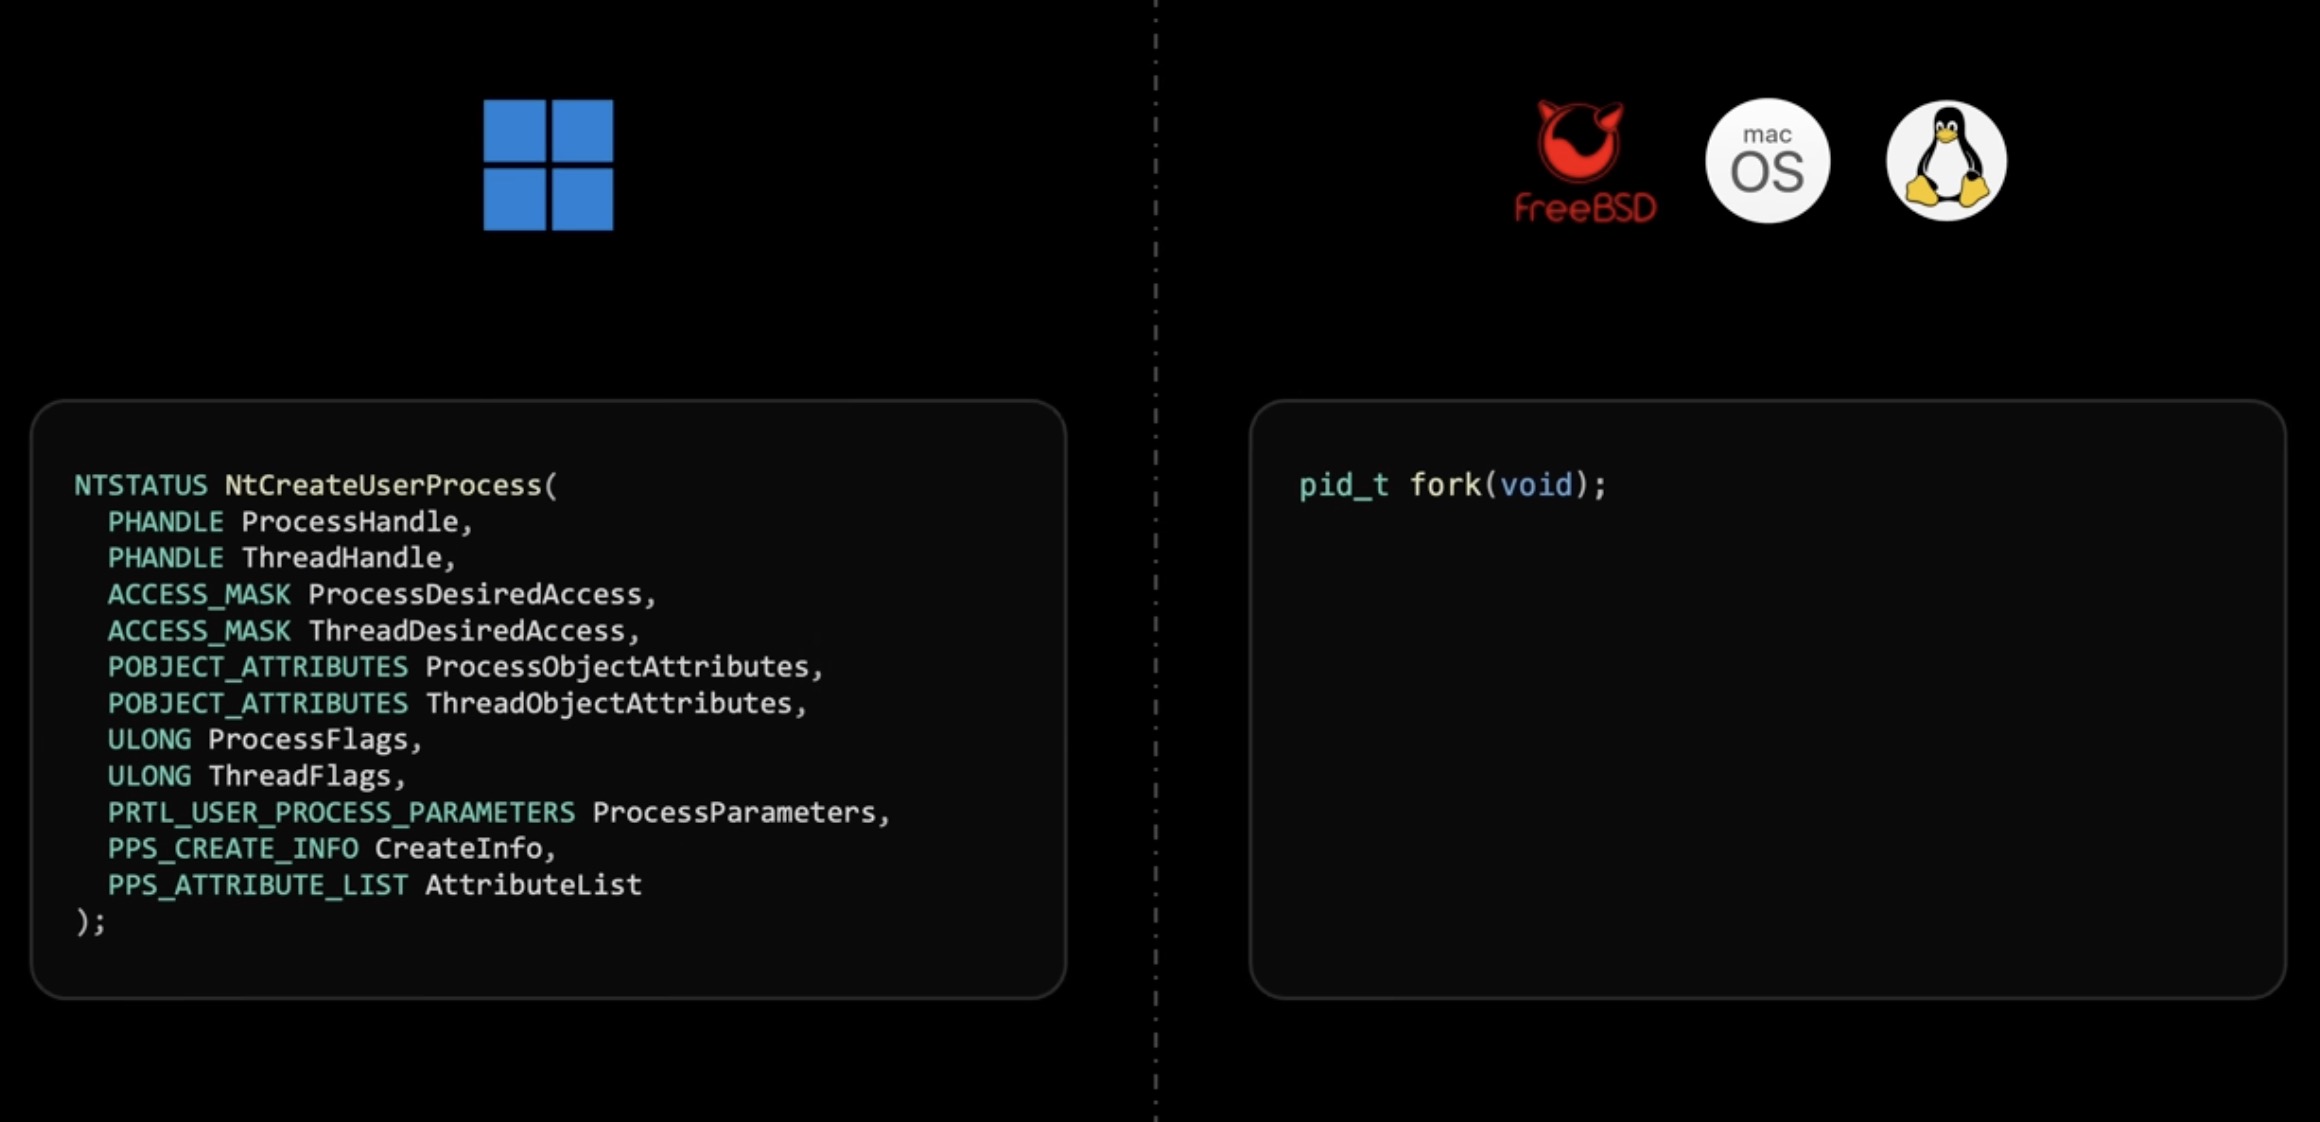 FreeBSD
mac
OS
NTSTATUS NtCreateUserProcess(
  PHANDLE ProcessHandle,
  PHANDLE ThreadHandle,
  ACCESS_MASK ProcessDesiredAccess,
  ACCESS_MASK ThreadDesiredAccess,
  POBJECT_ATTRIBUTES ProcessObjectAttributes,
  POBJECT_ATTRIBUTES ThreadObjectAttributes,
  ULONG ProcessFlags,
  ULONG ThreadFlags,
  PRTL_USER_PROCESS_PARAMETERS ProcessParameters,
  PPS_CREATE_INFO CreateInfo,
  PPS_ATTRIBUTE_LIST AttributeList
);
pid_t fork(void);